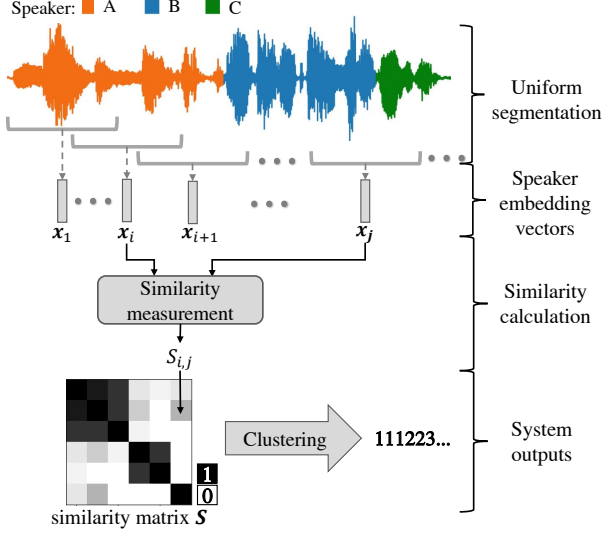 Speaker: A B C
Uniform
segmentation
Speaker
embedding
vectors
x₁ xᵢ xᵢ₊₁ xⱼ
Similarity
measurement
Similarity
calculation
Sᵢ,ⱼ
Clustering
111223...
System
outputs
1
0
similarity matrix S